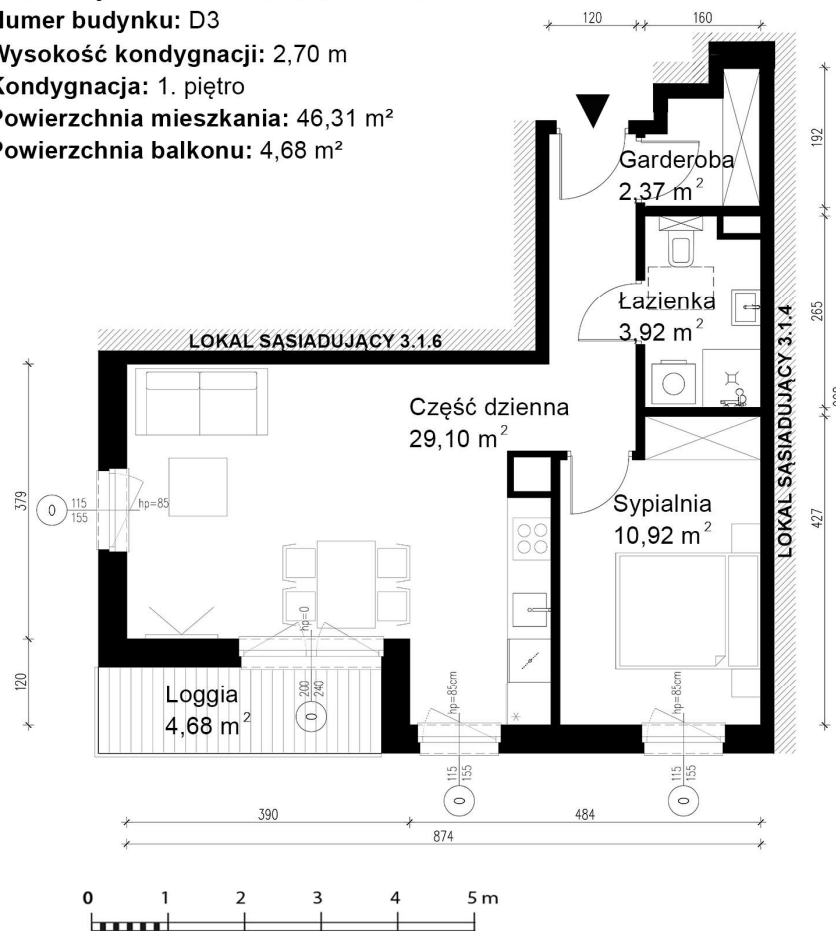 Numer budynku: D3
Wysokość kondygnacji: 2,70 m
Kondygnacja: 1. piętro
Powierzchnia mieszkania: 46,31 m²
Powierzchnia balkonu: 4,68 m²
120
160
192
Garderoba
2,37 m²
265
Łazienka
3,92 m²
LOKAL SĄSIADUJĄCY 3.1.6
LOKAL SĄSIADUJĄCY 3.1.4
Część dzienna
29,10 m²
379
0
115
155
hp=85
Sypialnia
10,92 m²
427
hp=0
120
Loggia
4,68 m²
200
240
0
hp=85cm
hp=85cm
*
115
155
0
115
155
0
390
484
874
0 1 2 3 4 5 m